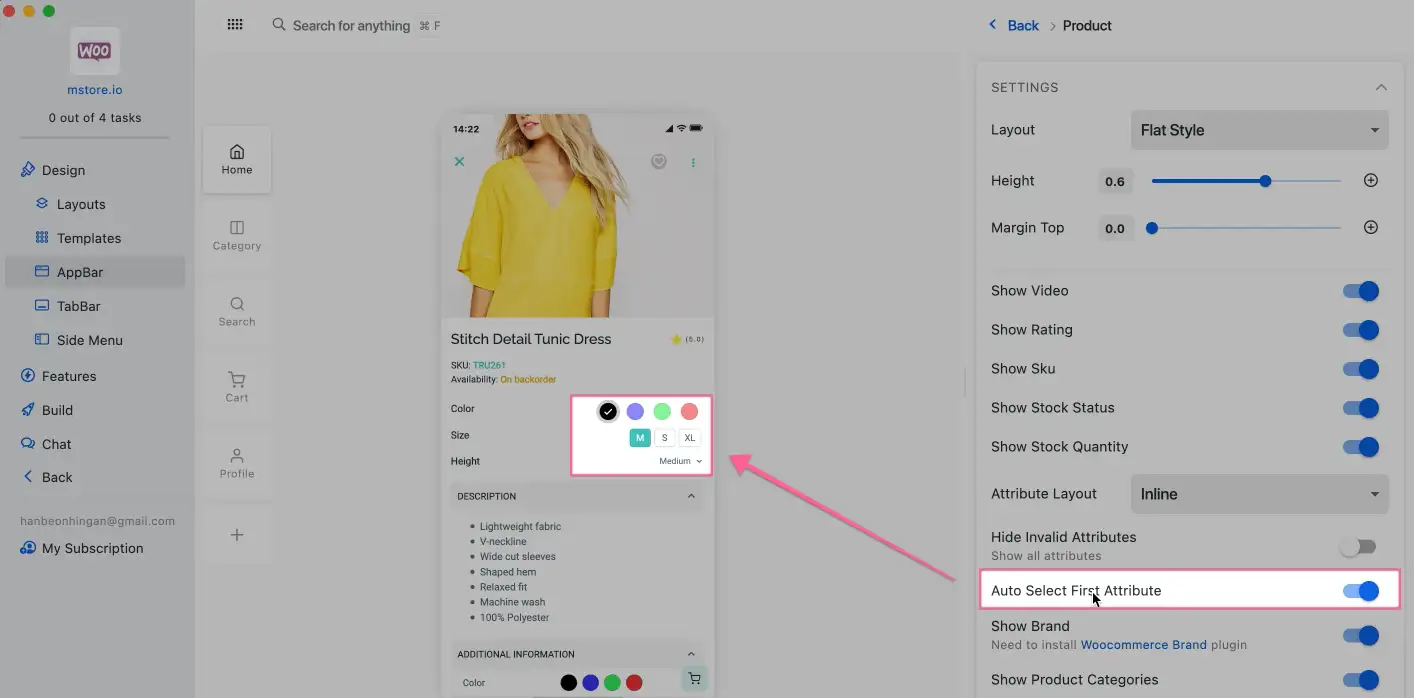 WOO
mstore.io
0 out of 4 tasks
Design
Layouts
Templates
AppBar
TabBar
Side Menu
Features
Build
Chat
Back
hanbeonhingan@gmail.com
My Subscription
Search for anything ⌘ F
Home
Category
Search
Cart
Profile
14:22
Stitch Detail Tunic Dress
(5.0)
SKU: TRU261
Availability: On backorder
Color
Size
M S XL
Height
Medium
DESCRIPTION
Lightweight fabric
V-neckline
Wide cut sleeves
Shaped hem
Relaxed fit
Machine wash
100% Polyester
ADDITIONAL INFORMATION
Color
Back > Product
SETTINGS
Layout
Flat Style
Height
0.6
Margin Top
0.0
Show Video
Show Rating
Show Sku
Show Stock Status
Show Stock Quantity
Attribute Layout
Inline
Hide Invalid Attributes
Show all attributes
Auto Select First Attribute
Show Brand
Need to install Woocommerce Brand plugin
Show Product Categories